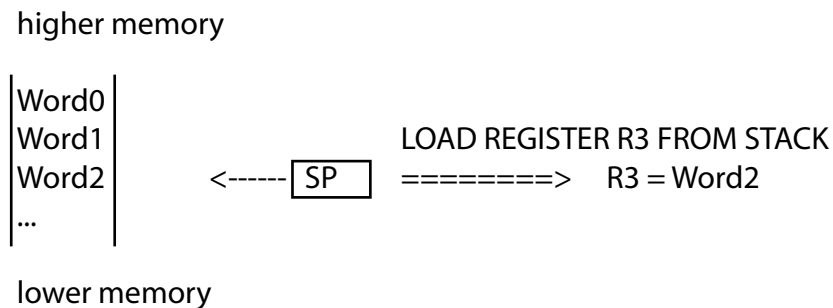 higher memory
Word0
Word1 LOAD REGISTER R3 FROM STACK
Word2 <------ SP ========> R3 = Word2
...
lower memory